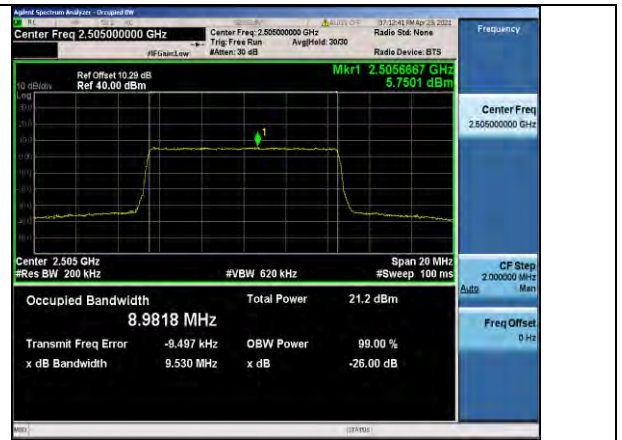 Agilent Spectrum Analyzer - Occupied BW
07:12:41 PM Apr 25, 2021
Center Freq 2.505000000 GHz
Center Freq: 2.505000000 GHz
Radio Std: None
Trig: Free Run
Avg|Hold: 30/30
#IFGain:Low
#Atten: 30 dB
Radio Device: BTS
Frequency
Ref Offset 10.29 dB
Mkr1 2.5056667 GHz
10 dB/div
Ref 40.00 dBm
5.7501 dBm
Log
1
Center Freq
2.505000000 GHz
Center 2.505 GHz
Span 20 MHz
#Res BW 200 kHz
#VBW 620 kHz
#Sweep 100 ms
CF Step
2.000000 MHz
Auto Man
Occupied Bandwidth
Total Power
21.2 dBm
8.9818 MHz
Freq Offset
0 Hz
Transmit Freq Error
-9.497 kHz
OBW Power
99.00 %
x dB Bandwidth
9.530 MHz
x dB
-26.00 dB
MSG
STATUS